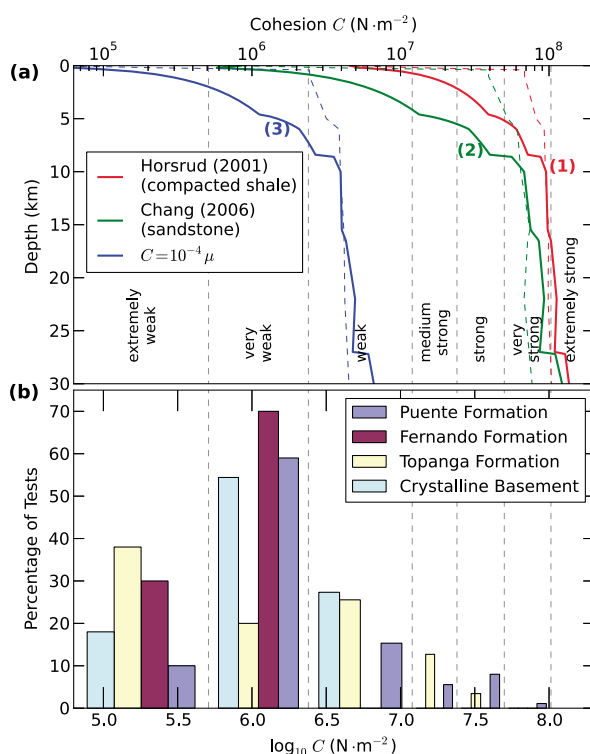 Cohesion C (N·m⁻²)
10⁵ 10⁶ 10⁷ 10⁸
(a)
0
5
10
15
20
25
30
Depth (km)
(3)
(2)
(1)
Horsrud (2001)
(compacted shale)
Chang (2006)
(sandstone)
C=10⁻⁴ μ
extremely
weak
very
weak
weak
medium
strong
strong
very
strong
extremely strong
(b)
70
60
50
40
30
20
10
0
Percentage of Tests
Puente Formation
Fernando Formation
Topanga Formation
Crystalline Basement
5.0 5.5 6.0 6.5 7.0 7.5 8.0
log₁₀ C (N·m⁻²)